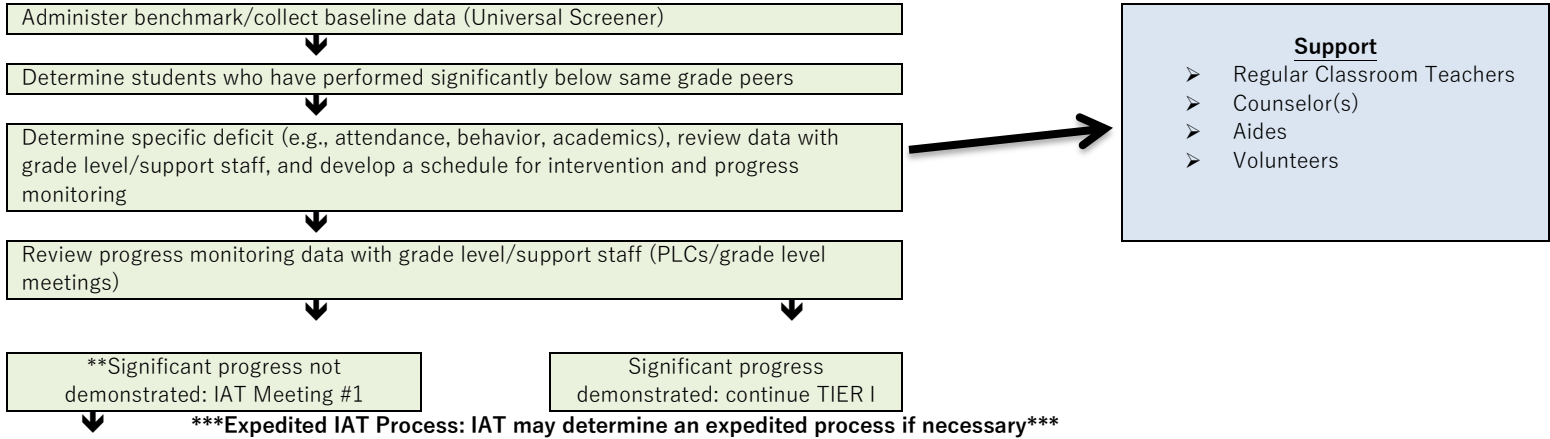 Administer benchmark/collect baseline data (Universal Screener)
Determine students who have performed significantly below same grade peers
Determine specific deficit (e.g., attendance, behavior, academics), review data with
grade level/support staff, and develop a schedule for intervention and progress
monitoring
Review progress monitoring data with grade level/support staff (PLCs/grade level
meetings)
**Significant progress not
demonstrated: IAT Meeting #1
Significant progress
demonstrated: continue TIER I
***Expedited IAT Process: IAT may determine an expedited process if necessary***
Support
➢ Regular Classroom Teachers
➢ Counselor(s)
➢ Aides
➢ Volunteers